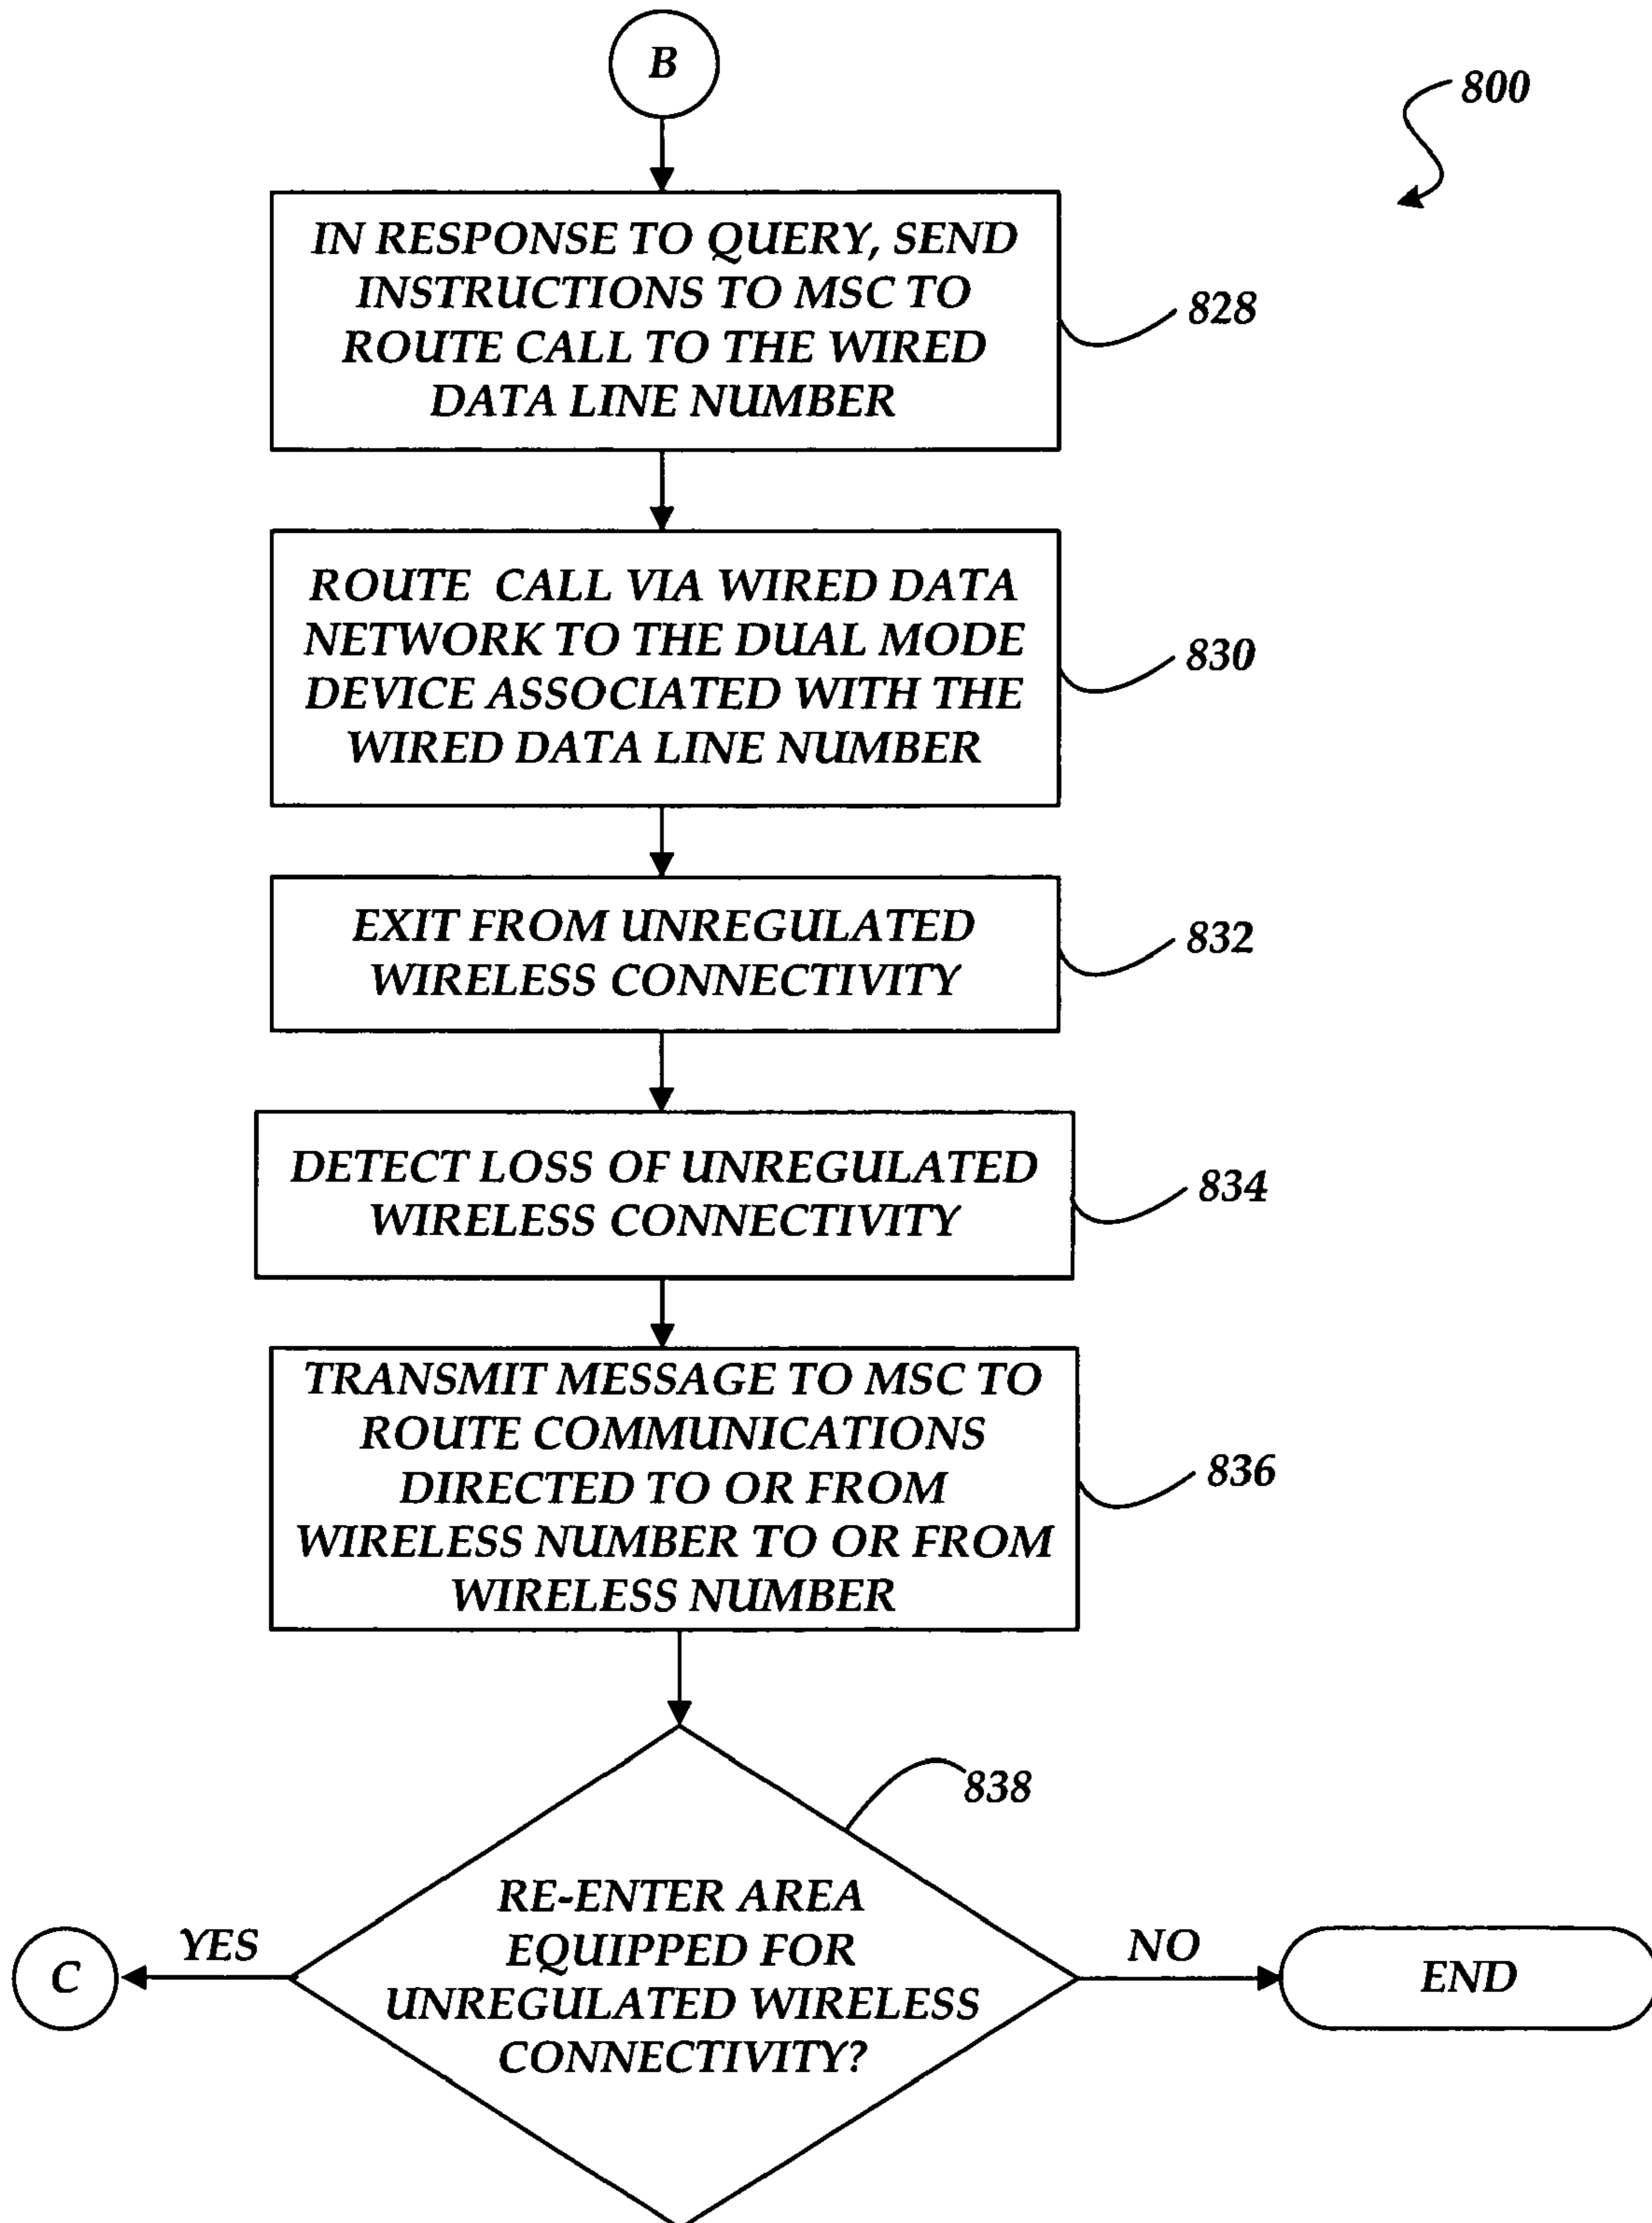 B
800
IN RESPONSE TO QUERY, SEND
INSTRUCTIONS TO MSC TO
ROUTE CALL TO THE WIRED
DATA LINE NUMBER
828
ROUTE CALL VIA WIRED DATA
NETWORK TO THE DUAL MODE
DEVICE ASSOCIATED WITH THE
WIRED DATA LINE NUMBER
830
EXIT FROM UNREGULATED
WIRELESS CONNECTIVITY
832
DETECT LOSS OF UNREGULATED
WIRELESS CONNECTIVITY
834
TRANSMIT MESSAGE TO MSC TO
ROUTE COMMUNICATIONS
DIRECTED TO OR FROM
WIRELESS NUMBER TO OR FROM
WIRELESS NUMBER
836
838
RE-ENTER AREA
EQUIPPED FOR
UNREGULATED WIRELESS
CONNECTIVITY?
YES
C
NO
END